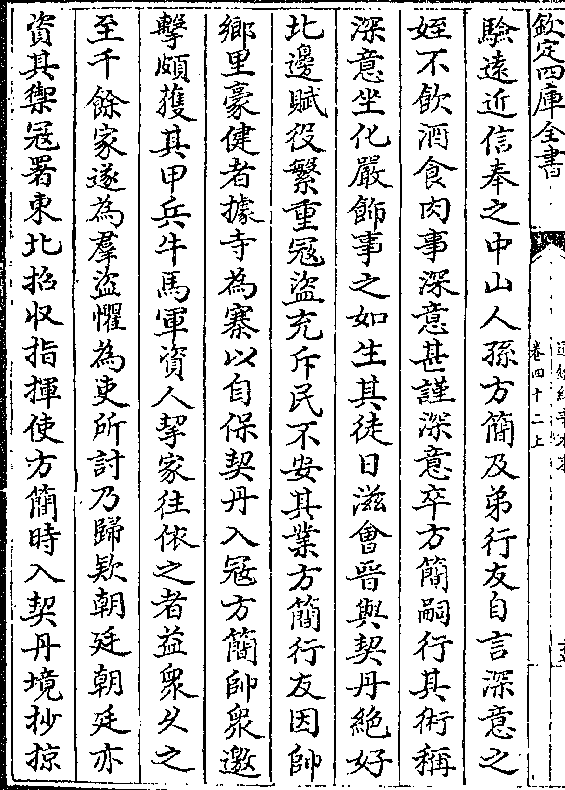 欽定四庫全書
卷四十二上
驗遠近信奉之中山人孫方簡及弟行友自言深意之
姪不飲酒食肉事深意甚謹深意卒方簡嗣行其術稱
深意坐化嚴飾事之如生其徒日滋會晉與契丹絶好
北邊賦役繁重冦盜充斥民不安其業方簡行友因帥
鄉里豪健者據寺為寨以自保契丹入冦方簡帥衆邀
擊頗獲其甲兵牛馬軍資人挈家往依之者益衆乆之
至千餘家遂為羣盜懼為吏所討乃歸欵朝廷朝廷亦
資其禦冦署東北招收指揮使方簡時入契丹境抄掠